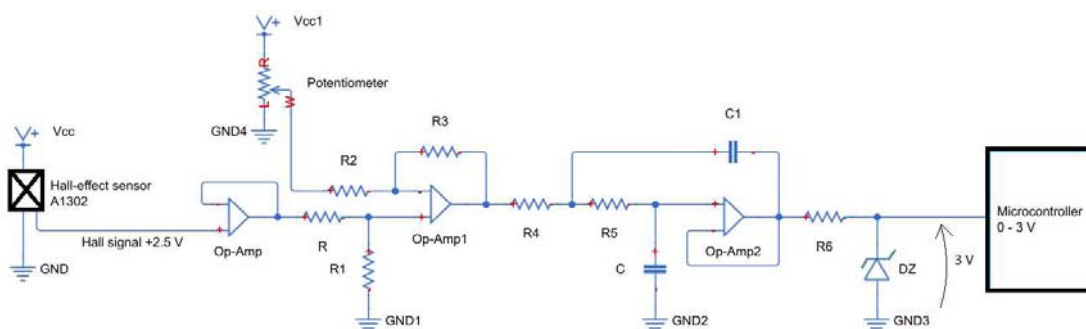 Vcc1
R
L
W
Potentiometer
GND4
Vcc
Hall-effect sensor
A1302
Hall signal +2.5 V
GND
Op-Amp
R
R1
GND1
R2
R3
Op-Amp1
R4
R5
C1
C
GND2
Op-Amp2
R6
DZ
GND3
3 V
Microcontroller
0 - 3 V